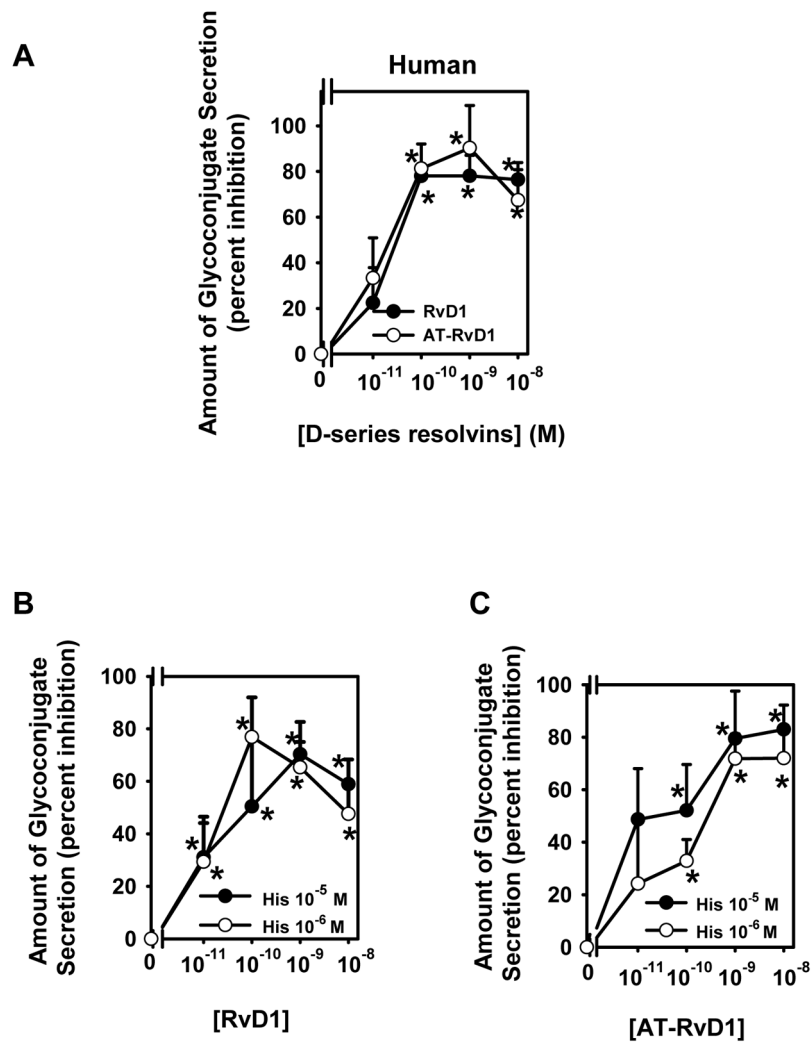 A
Human
Amount of Glycoconjugate Secretion
(percent inhibition)
100
80
60
40
20
0
RvD1
AT-RvD1
0 10-11 10-10 10-9 10-8
[D-series resolvins] (M)
B
Amount of Glycoconjugate
Secretion (percent inhibition)
100
80
60
40
20
0
* * * * * * * *
His 10-5 M
His 10-6 M
0 10-11 10-10 10-9 10-8
[RvD1]
C
Amount of Glycoconjugate
Secretion (percent inhibition)
100
80
60
40
20
0
His 10-5 M
His 10-6 M
0 10-11 10-10 10-9 10-8
[AT-RvD1]